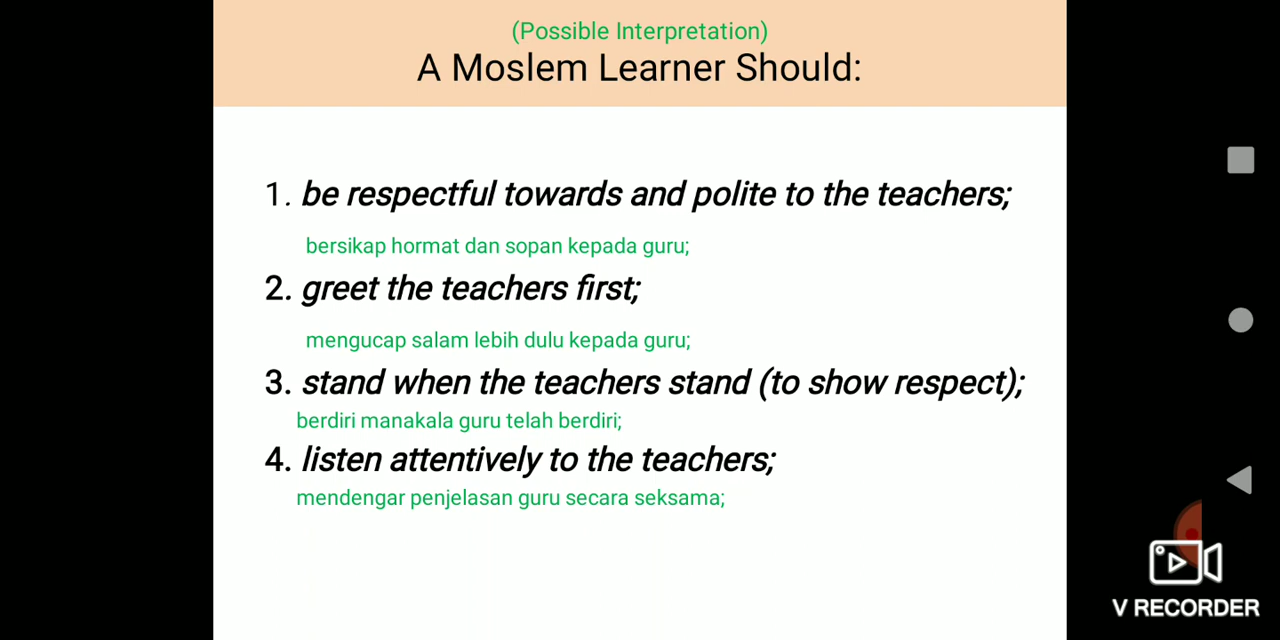 (Possible Interpretation)
A Moslem Learner Should:
1. be respectful towards and polite to the teachers;
bersikap hormat dan sopan kepada guru;
2. greet the teachers first;
mengucap salam lebih dulu kepada guru;
3. stand when the teachers stand (to show respect);
berdiri manakala guru telah berdiri;
4. listen attentively to the teachers;
mendengar penjelasan guru secara seksama;
V RECORDER